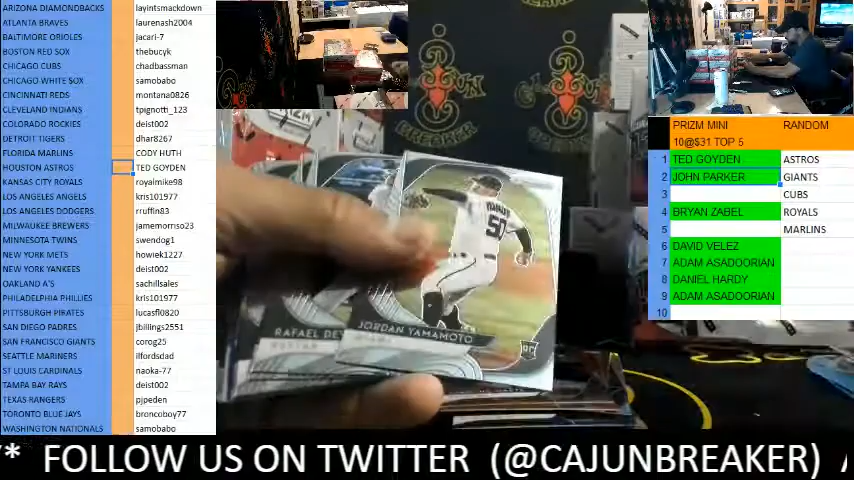 ARIZONA DIAMONDBACKS layintsmackdown
ATLANTA BRAVES laurenash2004
BALTIMORE ORIOLES jacari-7
BOSTON RED SOX thebucyk
CHICAGO CUBS chadbassman
CHICAGO WHITE SOX samobabo
CINCINNATI REDS montana0826
CLEVELAND INDIANS tpignotti_123
COLORADO ROCKIES deist002
DETROIT TIGERS dhar8267
FLORIDA MARLINS CODY HUTH
HOUSTON ASTROS TED GOYDEN
KANSAS CITY ROYALS royalmike98
LOS ANGELES ANGELS kris101977
LOS ANGELES DODGERS rruffin83
MILWAUKEE BREWERS jamemorriso23
MINNESOTA TWINS swendog1
NEW YORK METS howiek1227
NEW YORK YANKEES deist002
OAKLAND A'S sachillsales
PHILADELPHIA PHILLIES kris101977
PITTSBURGH PIRATES lucasfl0820
SAN DIEGO PADRES jbillings2551
SAN FRANCISCO GIANTS corog25
SEATTLE MARINERS ilfordsdad
ST LOUIS CARDINALS naoka-77
TAMPA BAY RAYS deist002
TEXAS RANGERS pjpeden
TORONTO BLUE JAYS broncoboy77
WASHINGTON NATIONALS samobabo
BREAKER
50
RAFAEL DEV
JORDAN YAMAMOTO
RC
PRIZM MINI RANDOM
10@$31 TOP 5
1 TED GOYDEN ASTROS
2 JOHN PARKER GIANTS
3 CUBS
4 BRYAN ZABEL ROYALS
5 MARLINS
6 DAVID VELEZ
7 ADAM ASADOORIAN
8 DANIEL HARDY
9 ADAM ASADOORIAN
10
* FOLLOW US ON TWITTER (@CAJUNBREAKER)